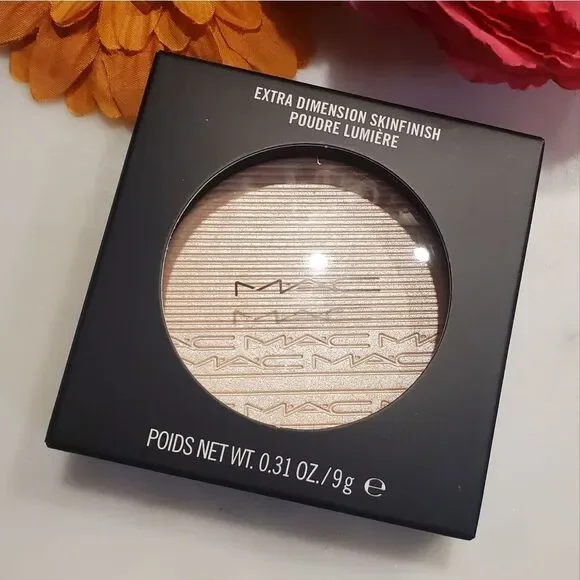 EXTRA DIMENSION SKINFINISH
POUDRE LUMIÈRE
MAC
MAC
MAC MAC MAC
MAC MAC
MAC MAC
POIDS NET WT. 0.31 OZ./9g e